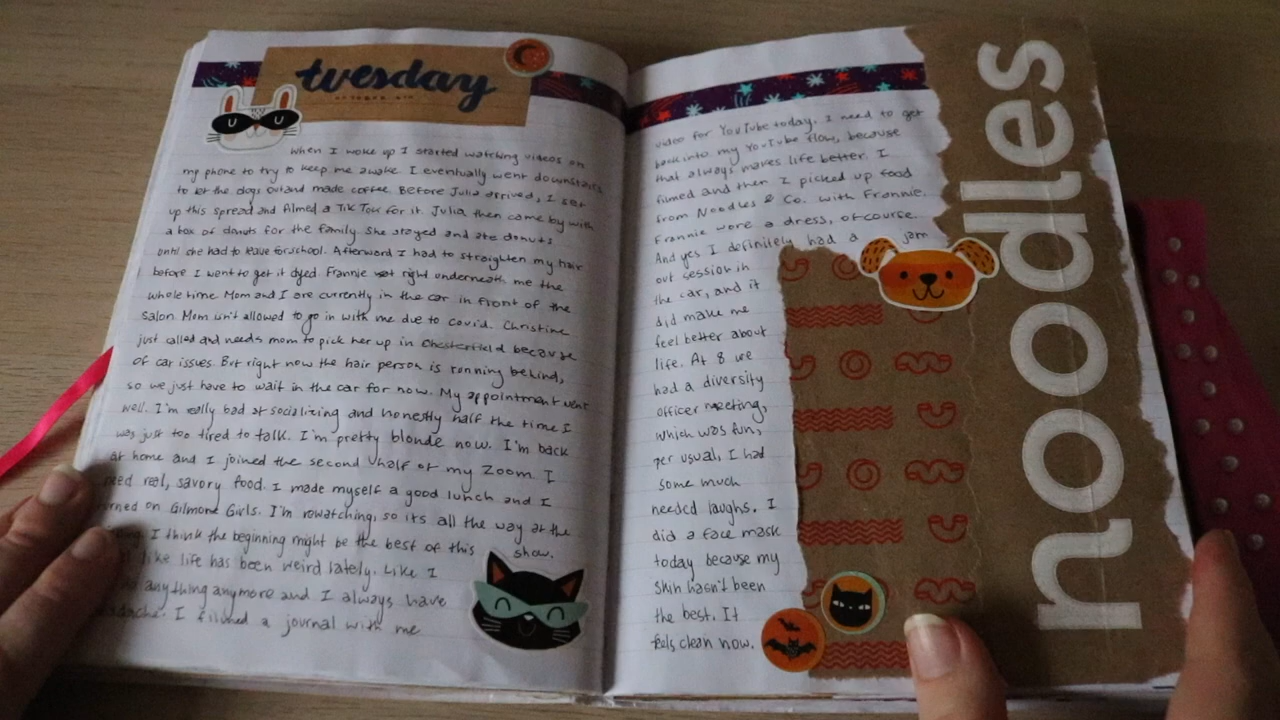 tuesday
when I woke up I started watching videos on
my phone to try to keep me awake. I eventually went downstairs
to let the dogs out and made coffee. Before Julia arrived, I set
up this spread and filmed a TikTok for it. Julia then came by with
a box of donuts for the family. She stayed and ate donuts
until she had to leave for school. Afterward I had to straighten my hair
before I went to get it dyed. Frannie sat right underneath me the
whole time. Mom and I are currently in the car in front of the
salon. Mom isn't allowed to go in with me due to covid. Christine
just called and needs mom to pick her up in Chesterfield because
of car issues. But right now the hair person is running behind,
so we just have to wait in the car for now. My appointment went
well. I'm really bad at socializing and honestly half the time I
was just too tired to talk. I'm pretty blonde now. I'm back
at home and I joined the second half of my Zoom. I
need real, savory food. I made myself a good lunch and I
turned on Gilmore Girls. I'm rewatching, so its all the way at the
I think the beginning might be the best of this show.
like life has been weird lately. Like I
anything anymore and I always have
I filmed a journal with me
video for YouTube today. I need to get
back into my YouTube flow, because
that always makes life better. I
filmed and then I picked up food
from Noodles & Co. with Frannie.
Frannie wore a dress, of course.
And yes I definitely had a jam
out session in
the car, and it
did make me
feel better about
life. At 8 we
had a diversity
officer meeting,
which was fun,
per usual, I had
some much
needed laughs. I
did a face mask
today because my
skin hasn't been
the best. It
feels clean now.
noodles